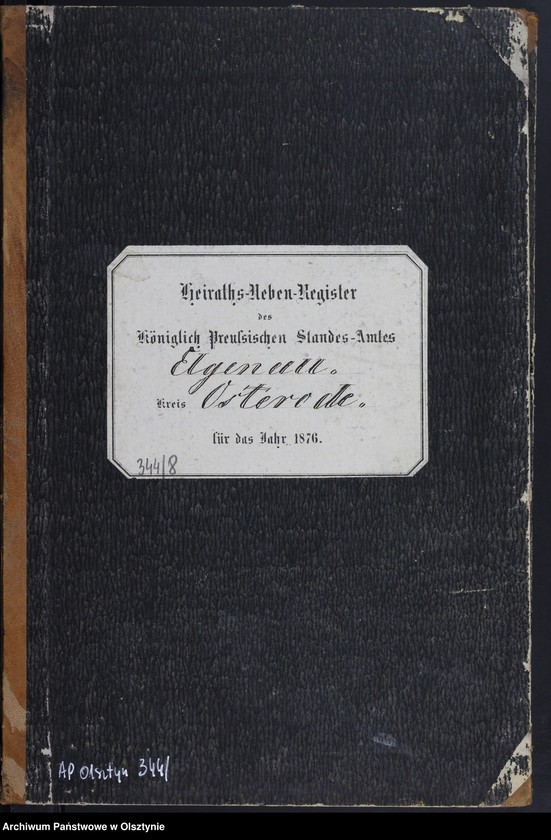 Heiraths-Neben-Register
des
Königlich Preußischen Standes-Amtes
Elgenau.
Kreis Osterode.
für das Jahr 1876.
344/8
AP Olsztyn 344/
Archiwum Państwowe w Olsztynie